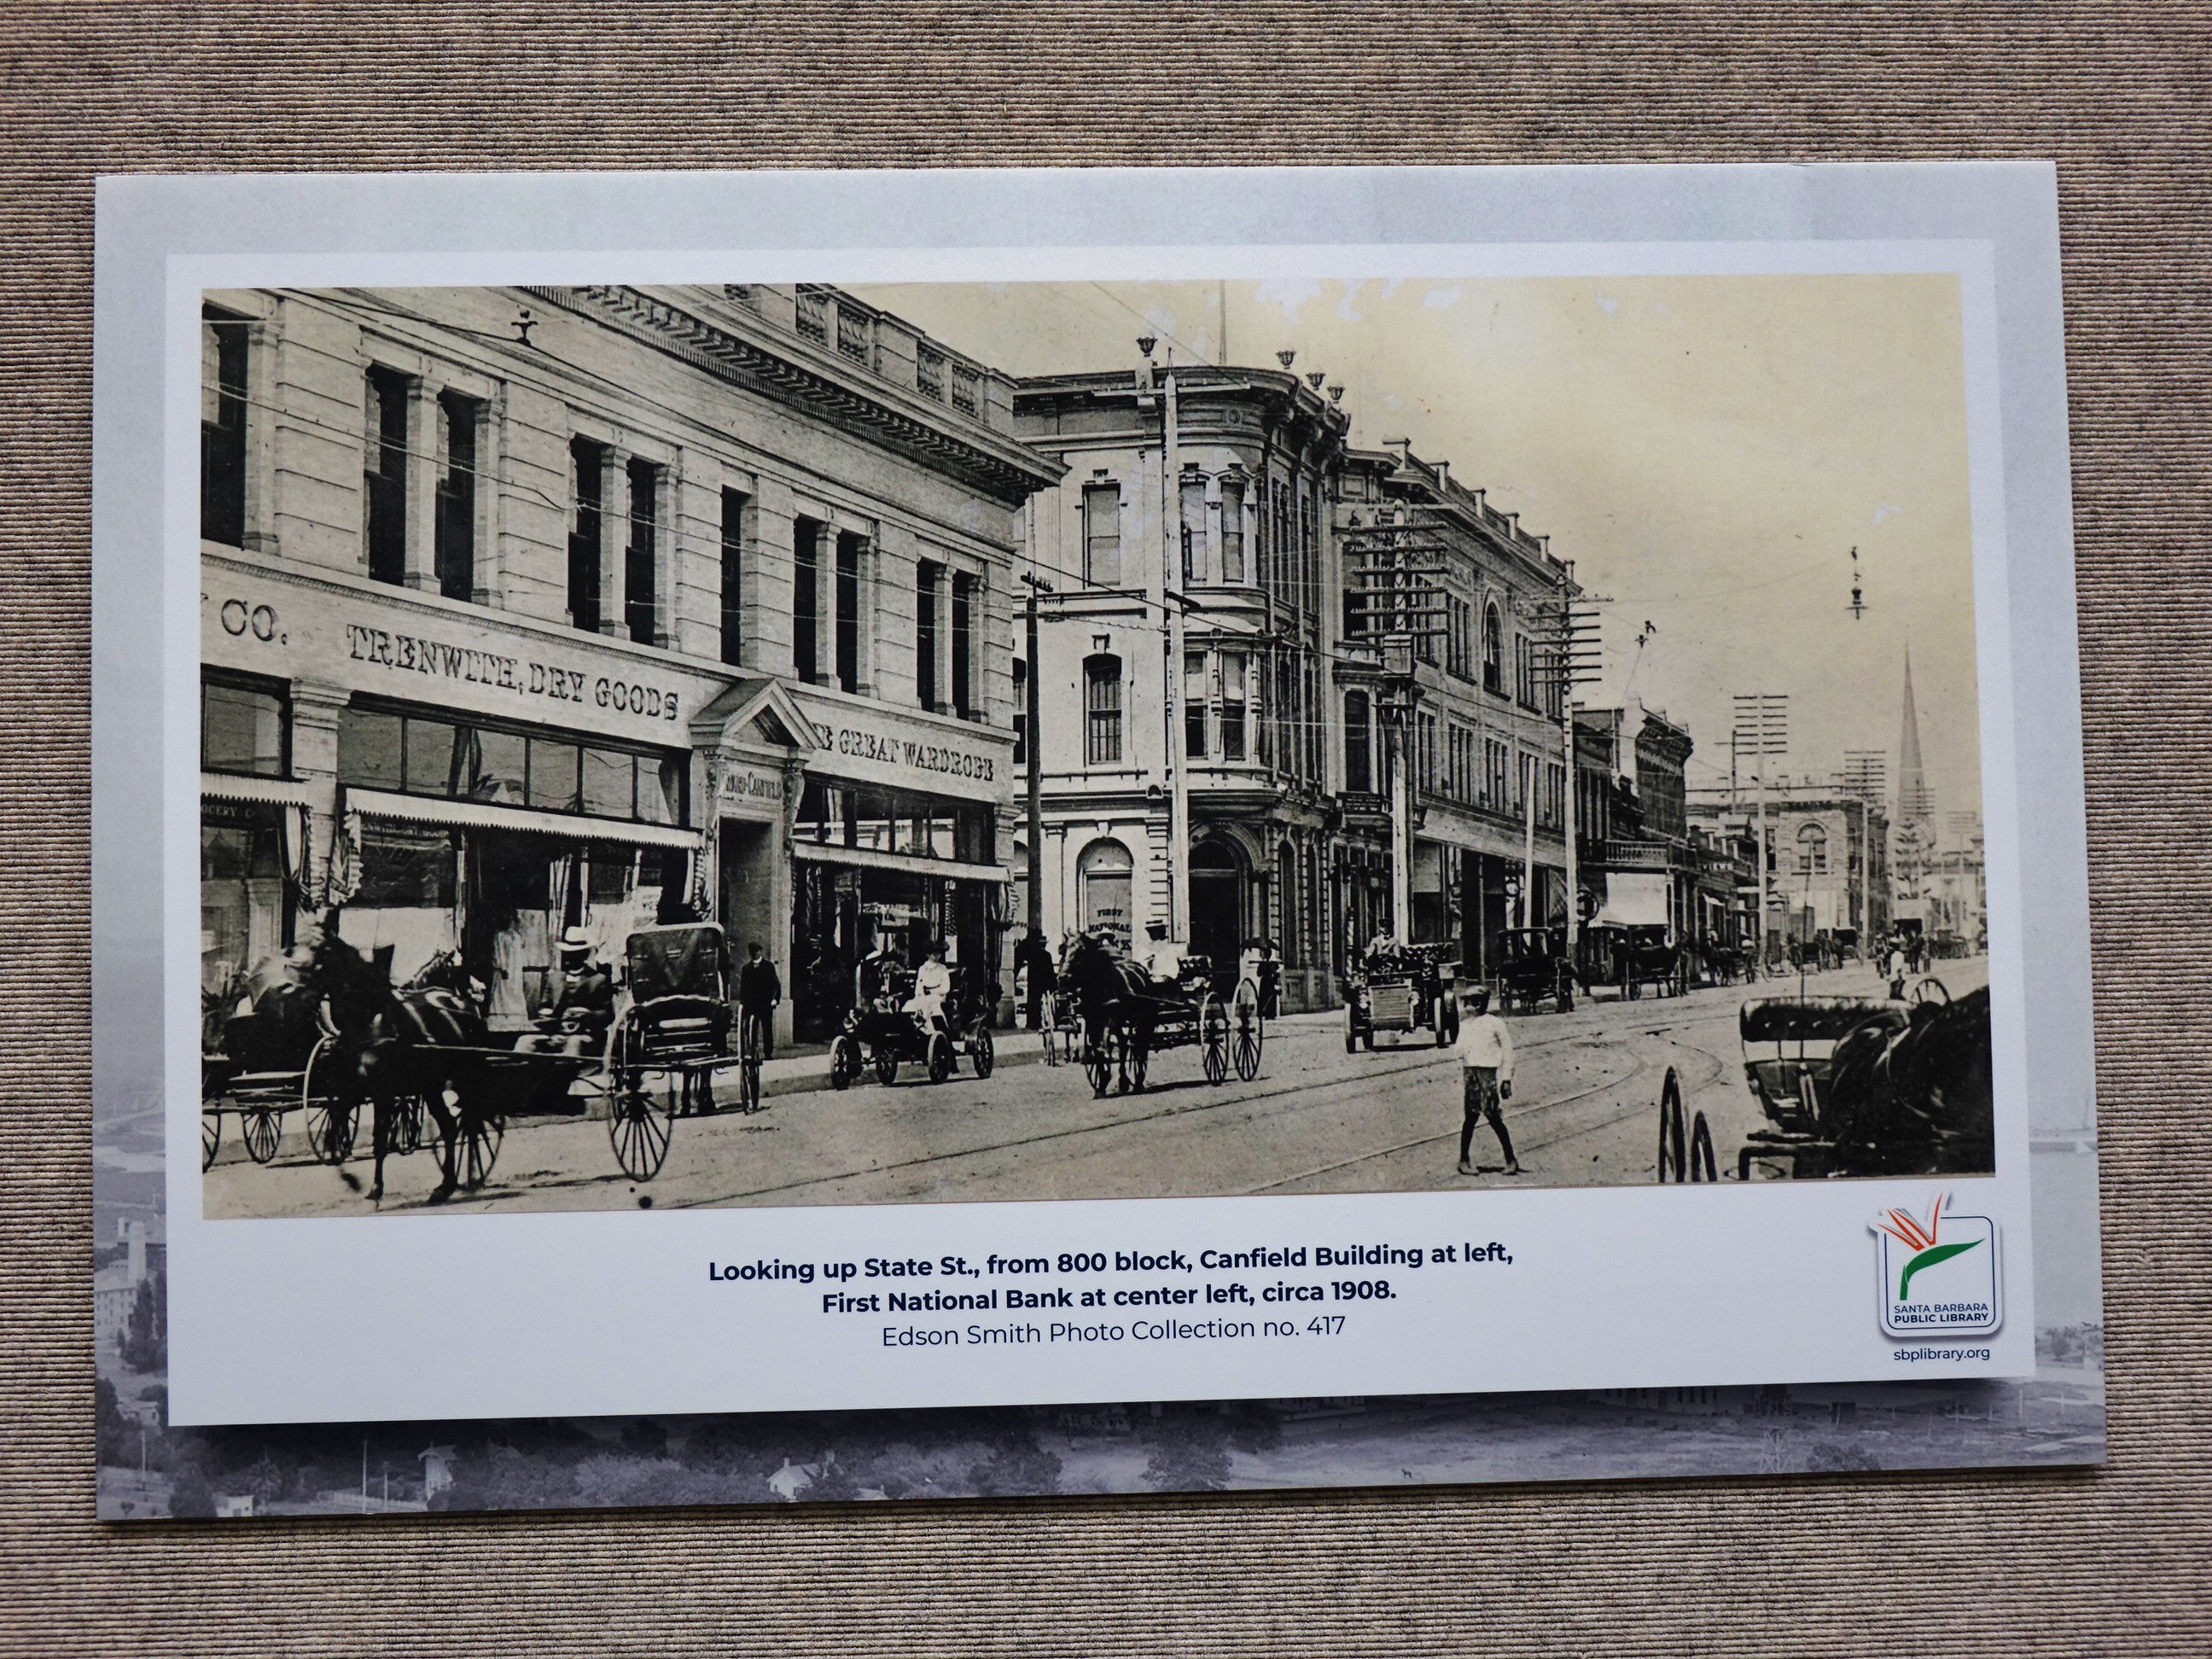 CO.
TRENWITH, DRY GOODS
E GREAT WARDROBE
OCERY C
FIRST
NATIONAL
Looking up State St., from 800 block, Canfield Building at left,
First National Bank at center left, circa 1908.
Edson Smith Photo Collection no. 417
SANTA BARBARA
PUBLIC LIBRARY
sbplibrary.org